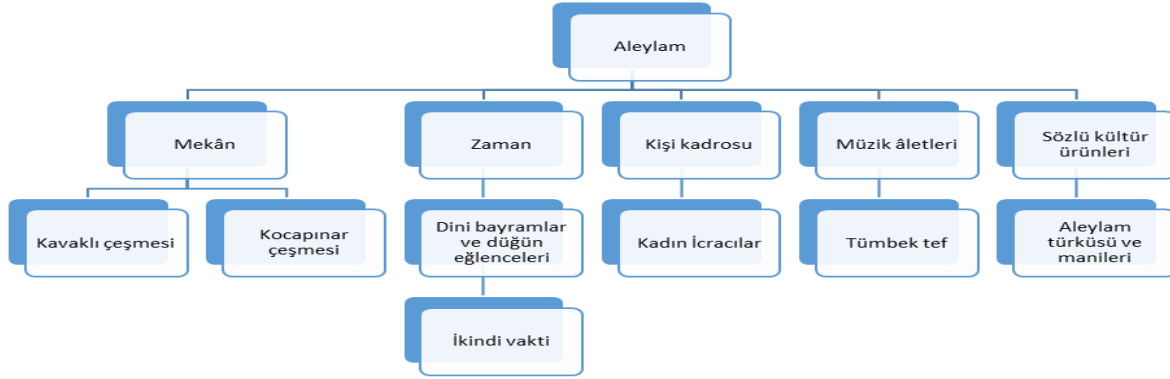 Aleylam
Mekân
Zaman
Kişi kadrosu
Müzik âletleri
Sözlü kültür
ürünleri
Kavaklı çeşmesi
Kocapınar
çeşmesi
Dini bayramlar
ve düğün
eğlenceleri
Kadın İcracılar
Tümbek tef
Aleylam
türküsü ve
manileri
İkindi vakti